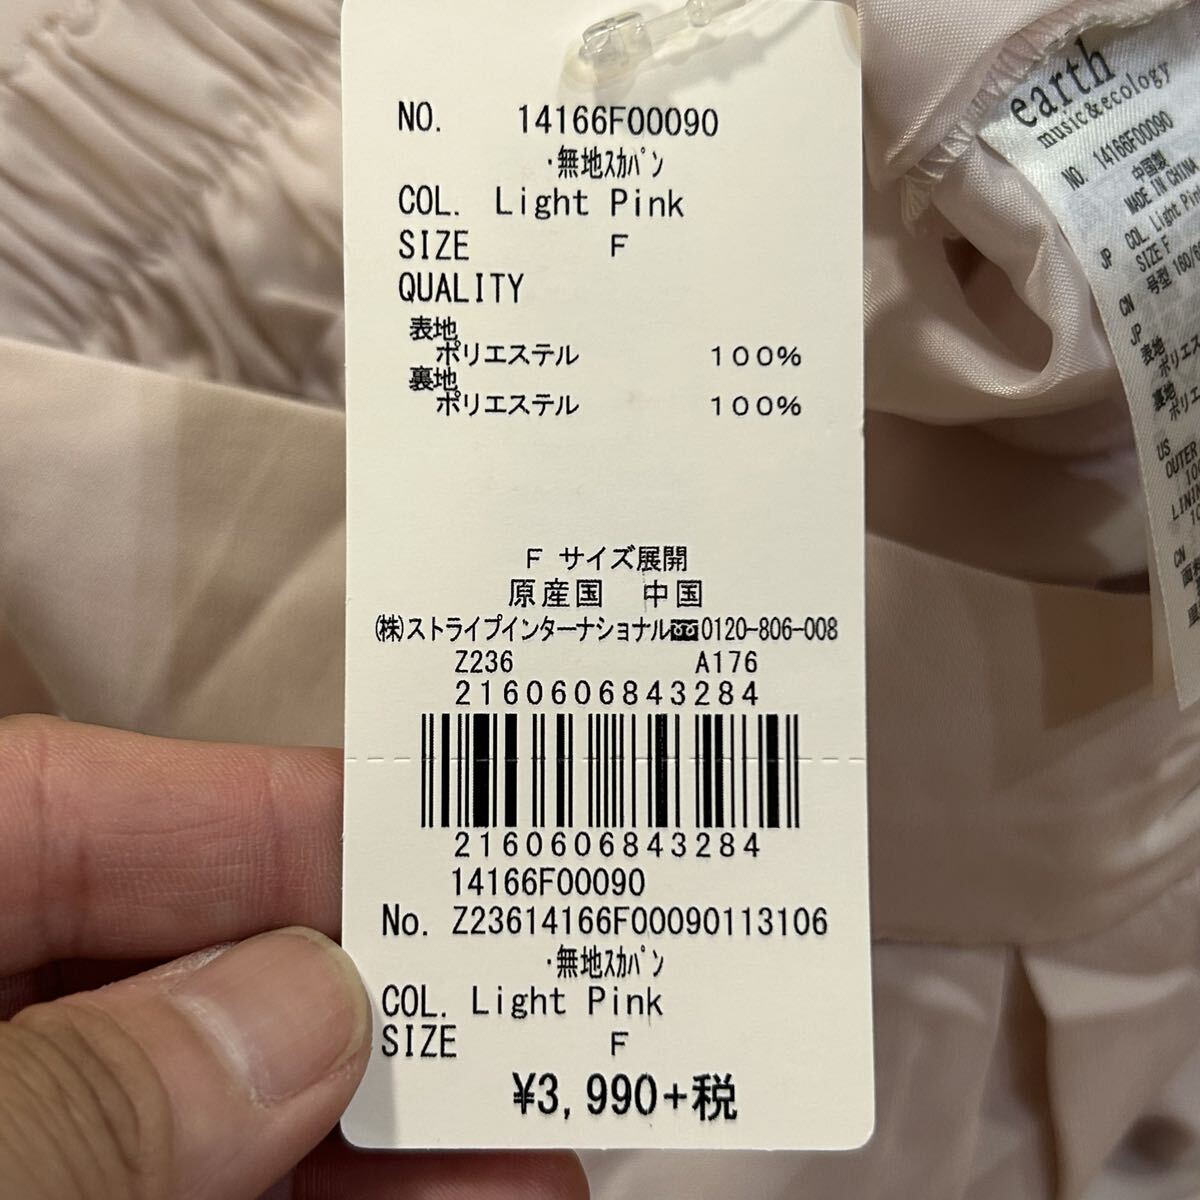 NO. 14166F00090
・無地ｽｶﾊﾟﾝ
COL. Light Pink
SIZE F
QUALITY
表地
ポリエステル 100%
裏地
ポリエステル 100%
F サイズ展開
原産国 中国
(株)ストライプインターナショナル 0120-806-008
Z236 A176
2160606843284
2160606843284
14166F00090
No. Z23614166F00090113106
・無地ｽｶﾊﾟﾝ
COL. Light Pink
SIZE F
¥3,990+税
earth
music&ecology
NO. 14166F00090
中国製
MADE IN CHINA
JP COL. Light Pin
SIZE F
CN 号型 160/6
JP
表地
ポリエス
裏地
ポリエ
US
OUTER
LININ
CN